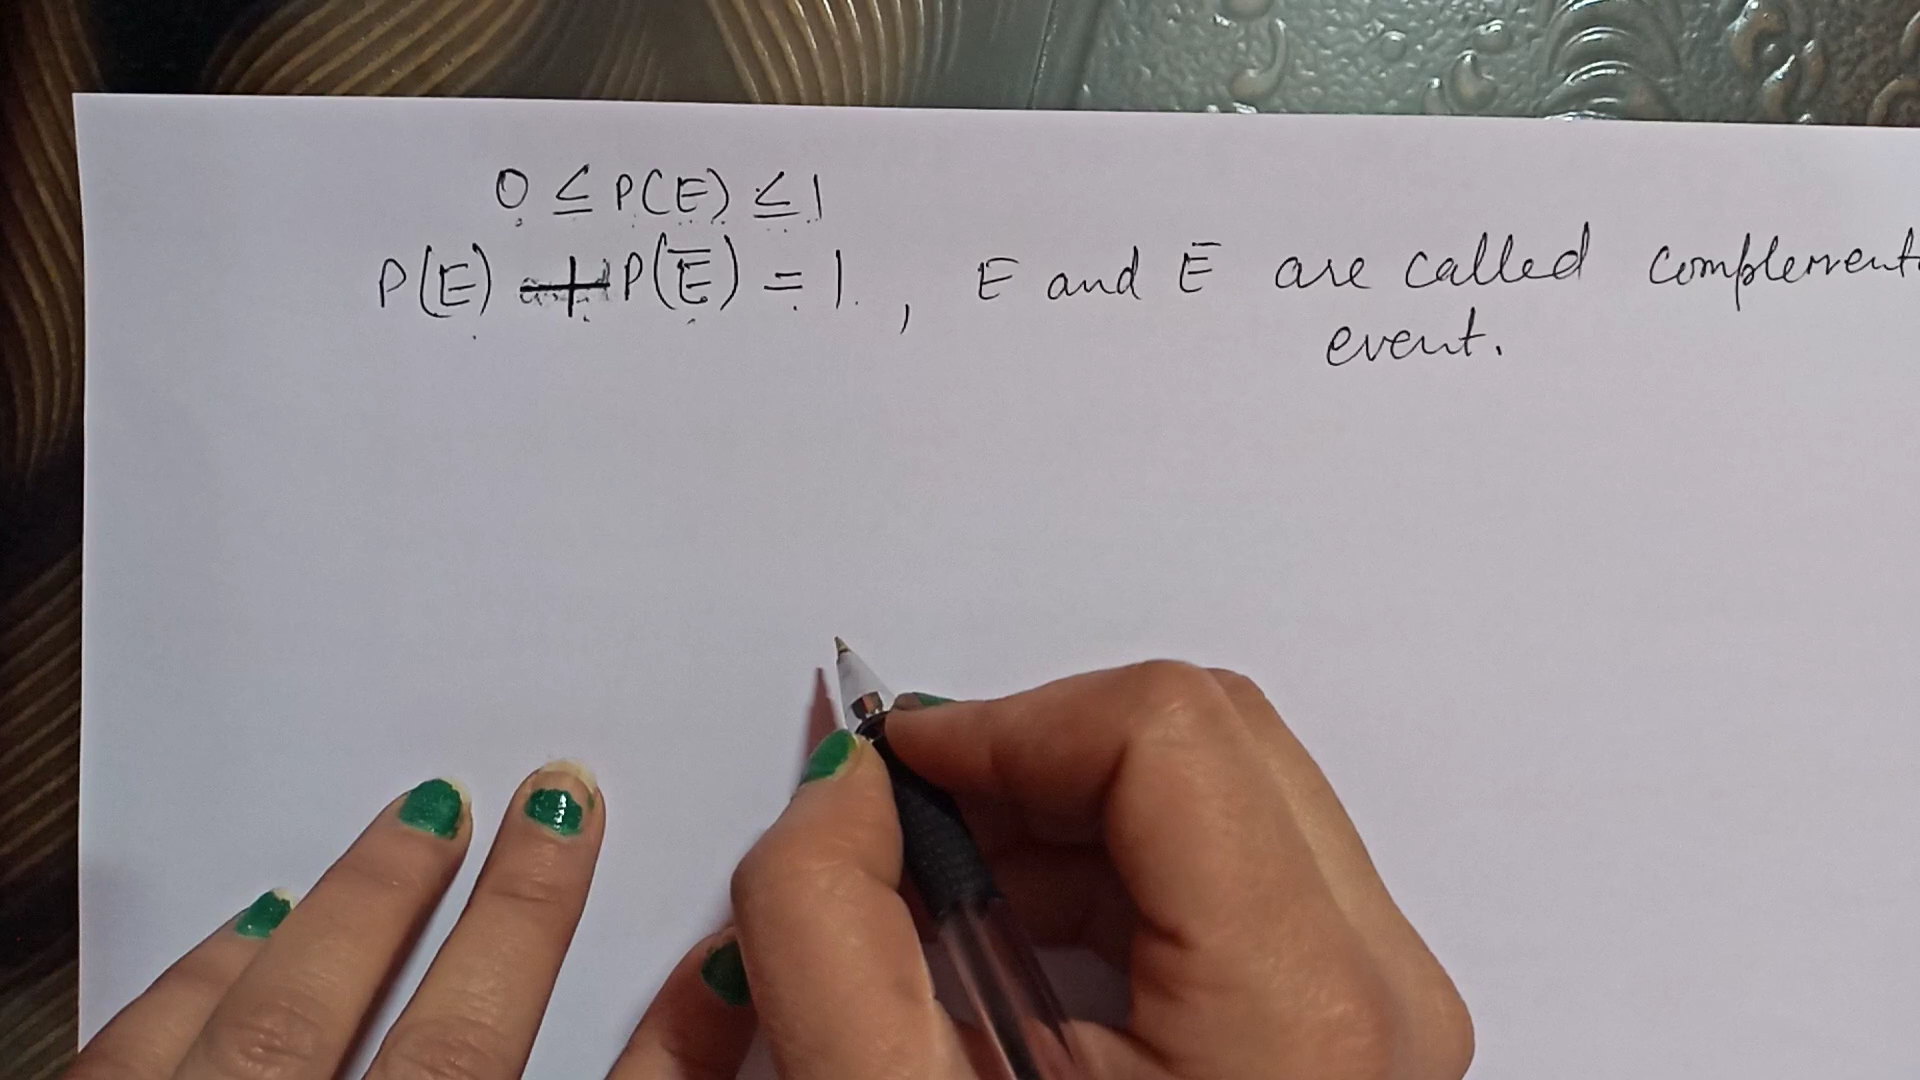 0 ≤ P(E) ≤ 1
P(E) + P(E̅) = 1 , E and E̅ are called complement
event.